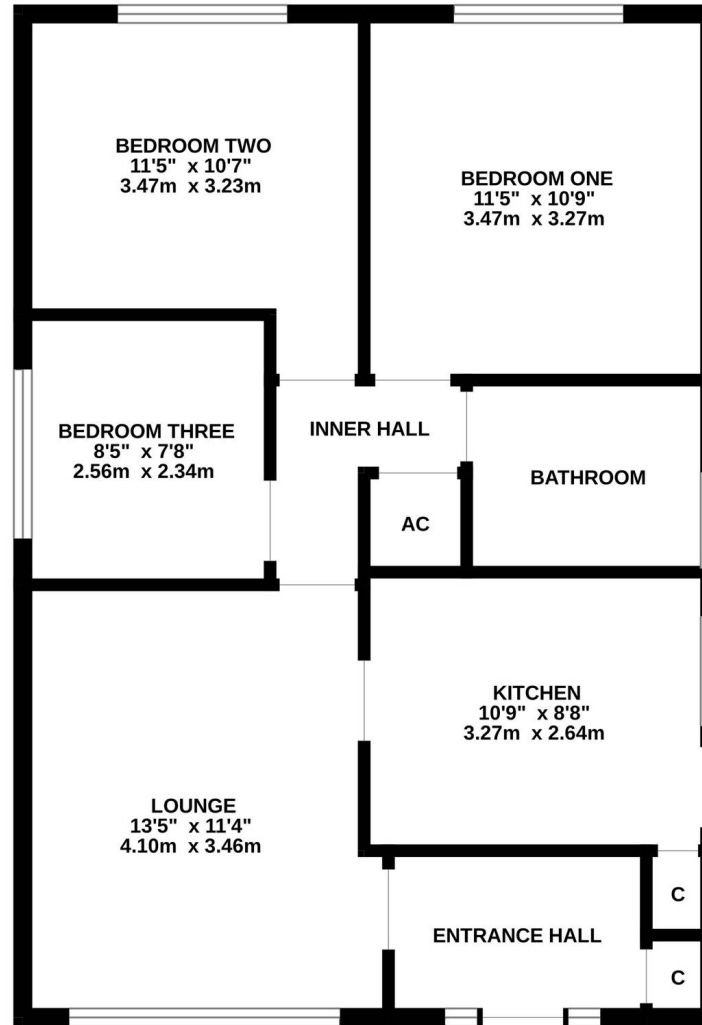 BEDROOM TWO
11'5" x 10'7"
3.47m x 3.23m
BEDROOM ONE
11'5" x 10'9"
3.47m x 3.27m
BEDROOM THREE
8'5" x 7'8"
2.56m x 2.34m
INNER HALL
BATHROOM
AC
KITCHEN
10'9" x 8'8"
3.27m x 2.64m
LOUNGE
13'5" x 11'4"
4.10m x 3.46m
C
ENTRANCE HALL
C